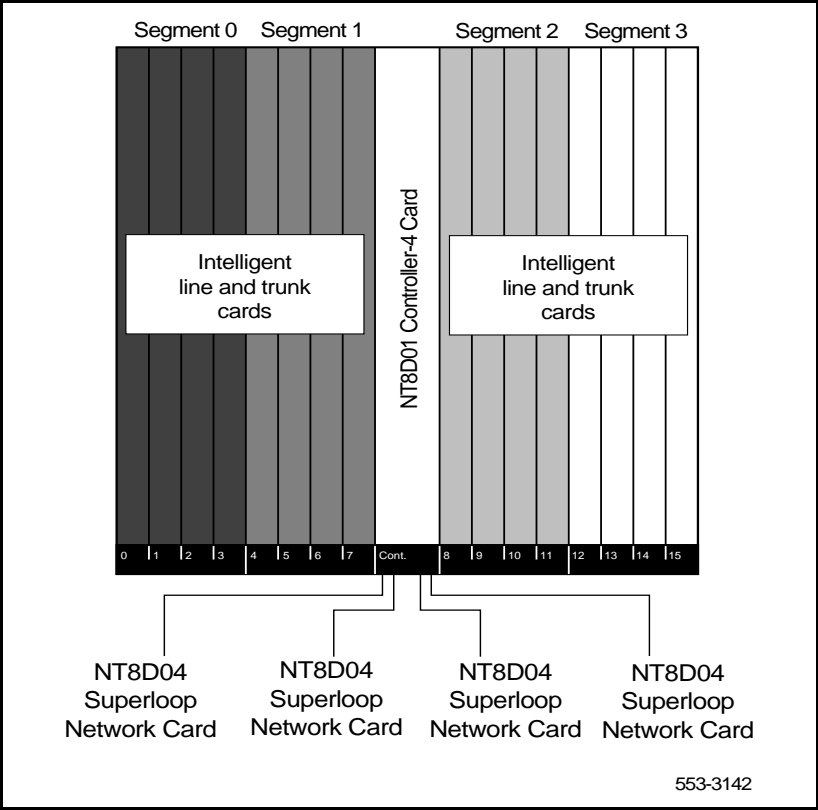 Segment 0 Segment 1 Segment 2 Segment 3
Intelligent
line and trunk
cards
NT8D01 Controller-4 Card
Intelligent
line and trunk
cards
0 1 2 3 4 5 6 7 Cont. 8 9 10 11 12 13 14 15
NT8D04
Superloop
Network Card
NT8D04
Superloop
Network Card
NT8D04
Superloop
Network Card
NT8D04
Superloop
Network Card
553-3142